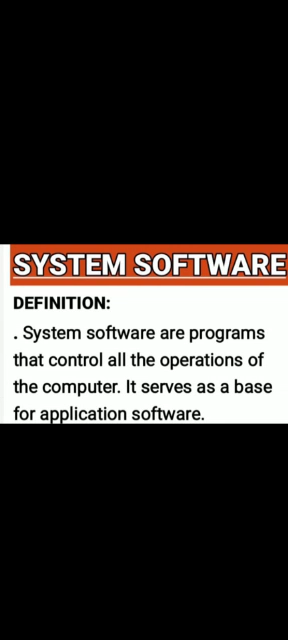 SYSTEM SOFTWARE
DEFINITION:
. System software are programs
that control all the operations of
the computer. It serves as a base
for application software.